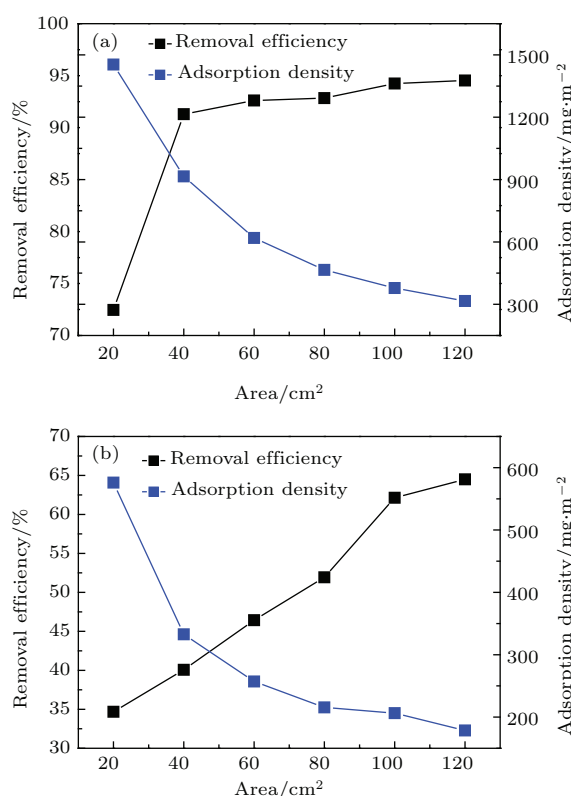 (a)
Removal efficiency
Adsorption density
100
95
90
85
80
75
70
Removal efficiency/%
1500
1200
900
600
300
Adsorption density/mg·m⁻²
20 40 60 80 100 120
Area/cm²
(b)
Removal efficiency
Adsorption density
70
65
60
55
50
45
40
35
30
Removal efficiency/%
600
500
400
300
200
Adsorption density/mg·m⁻²
20 40 60 80 100 120
Area/cm²